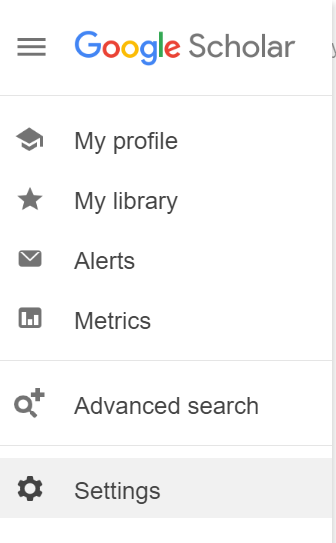 Google Scholar
My profile
My library
Alerts
Metrics
Advanced search
Settings